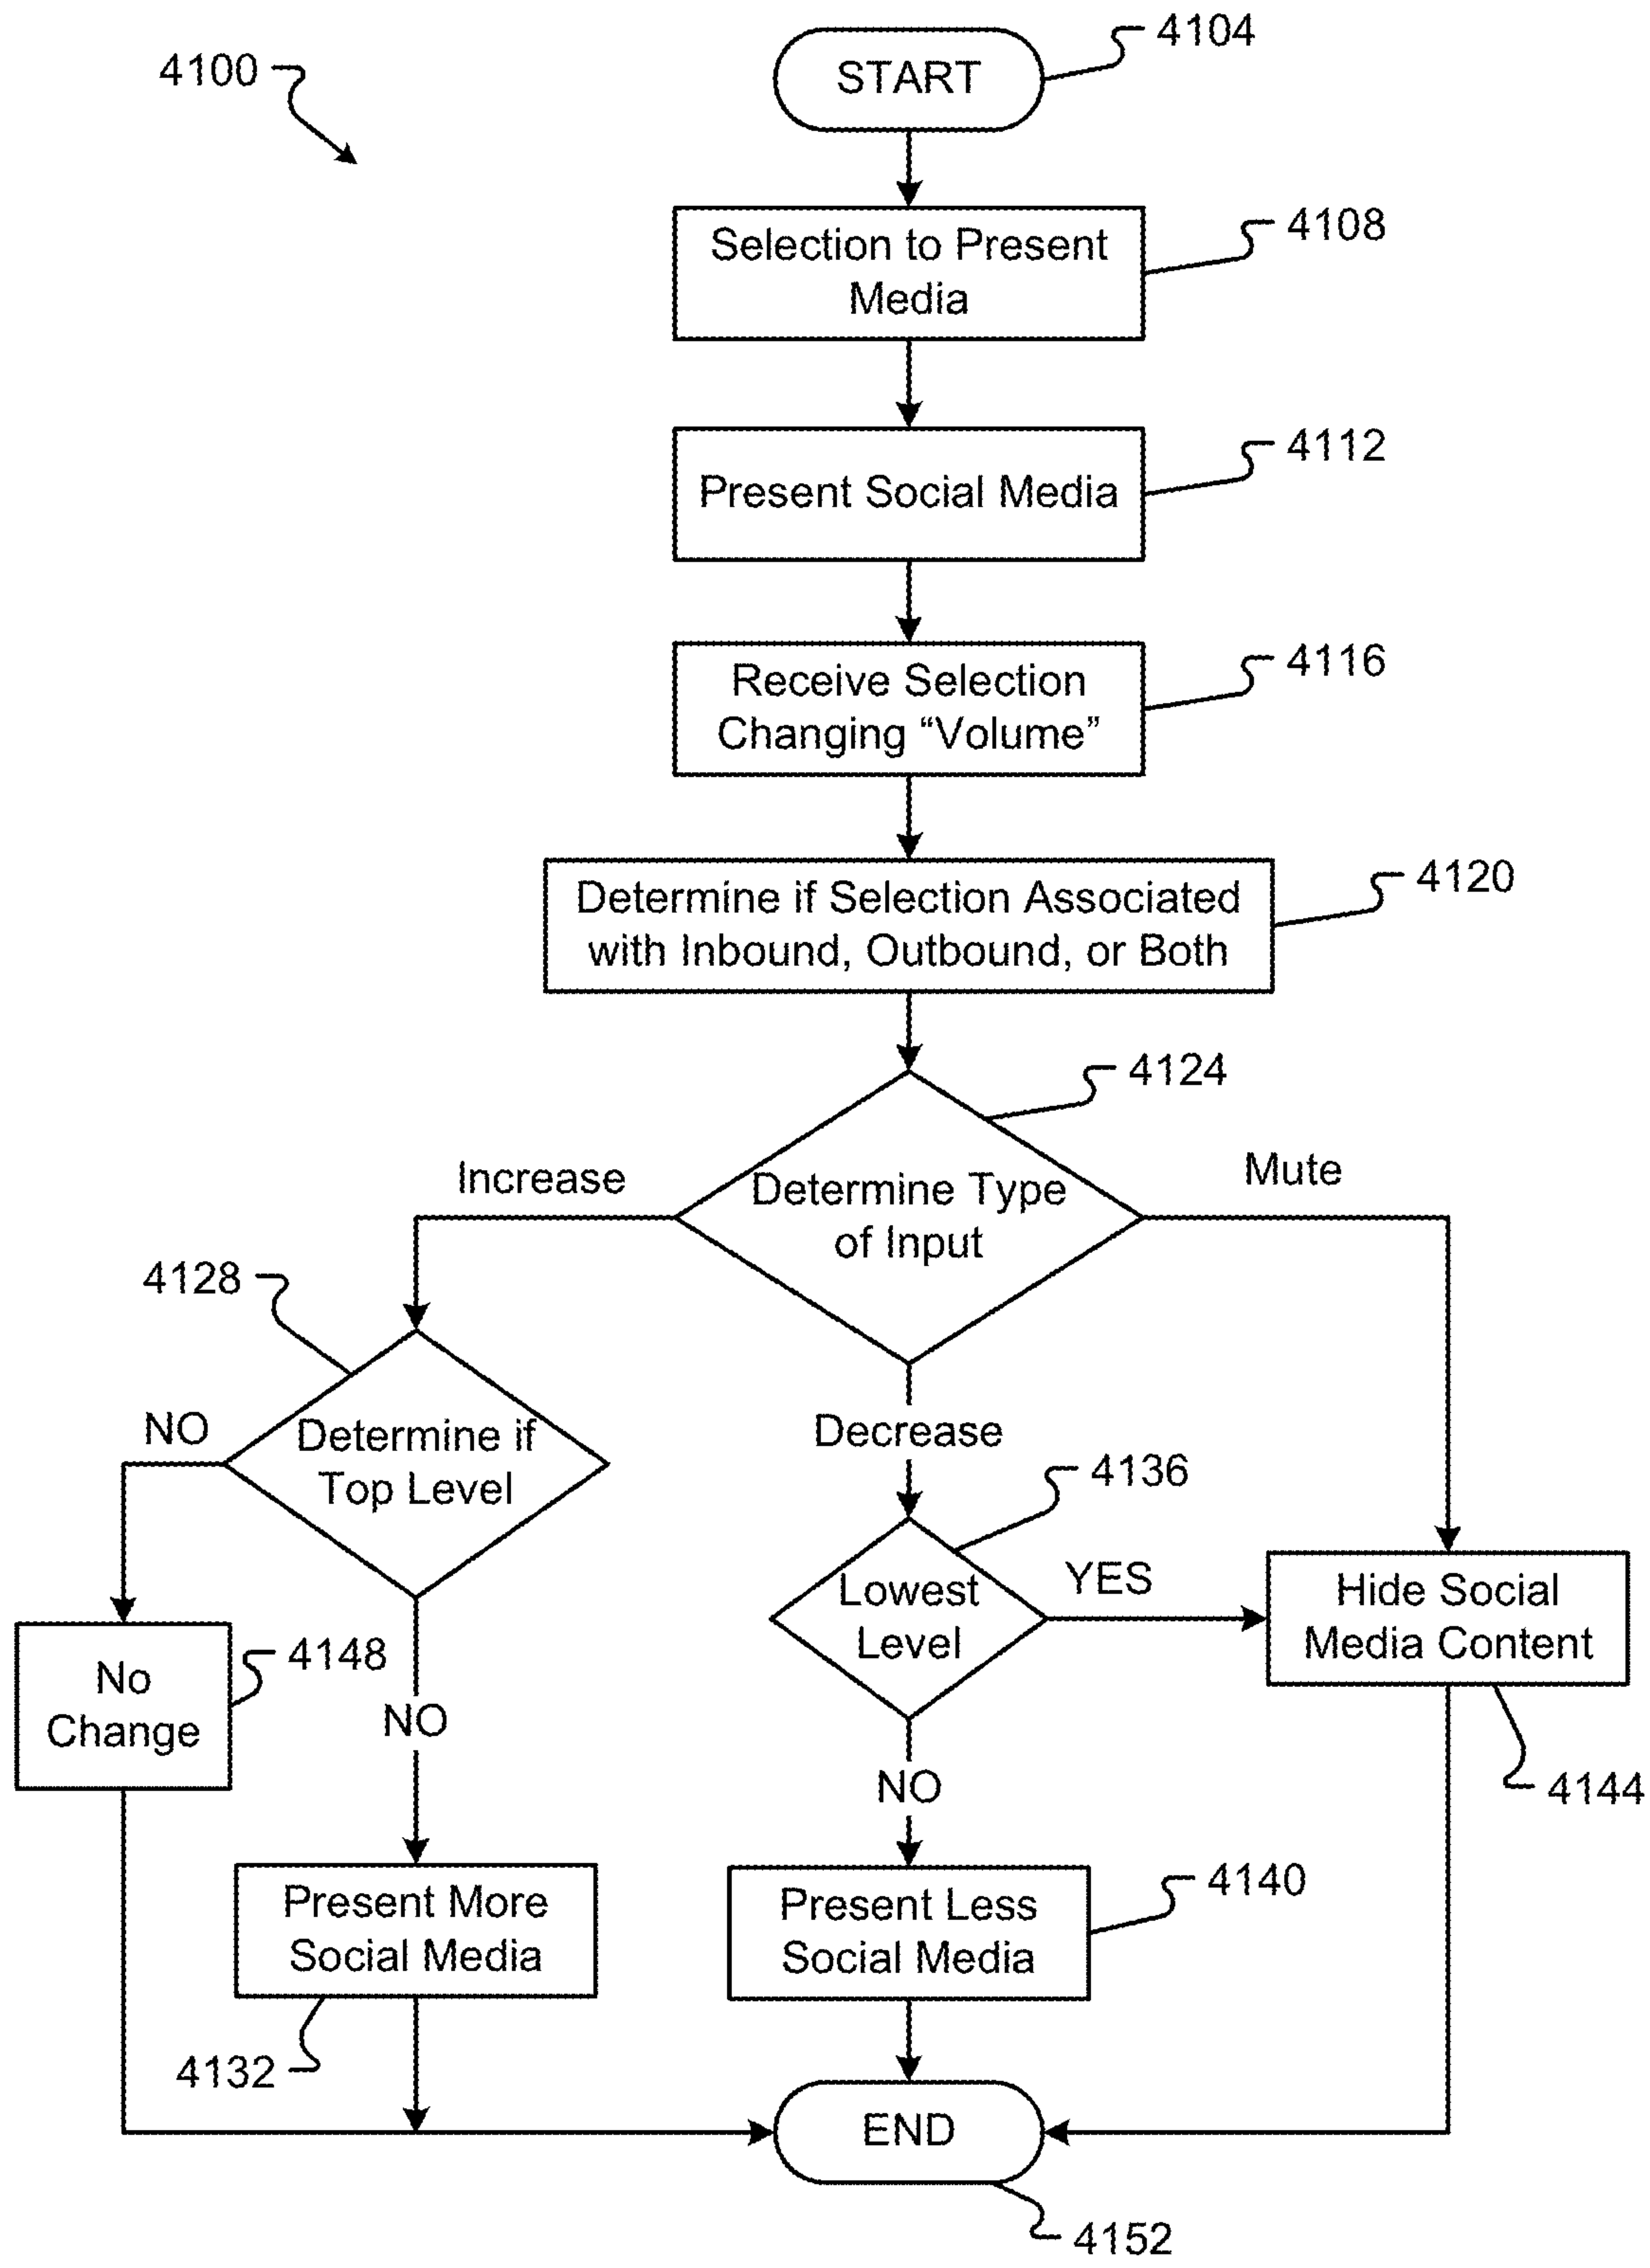 4100
4104
START
4108
Selection to Present
Media
4112
Present Social Media
4116
Receive Selection
Changing “Volume”
4120
Determine if Selection Associated
with Inbound, Outbound, or Both
4124
Increase
Determine Type
of Input
Mute
4128
NO
Determine if
Top Level
Decrease
4136
Lowest
Level
YES
Hide Social
Media Content
4144
No
Change
4148
NO
NO
Present More
Social Media
4132
Present Less
Social Media
4140
END
4152